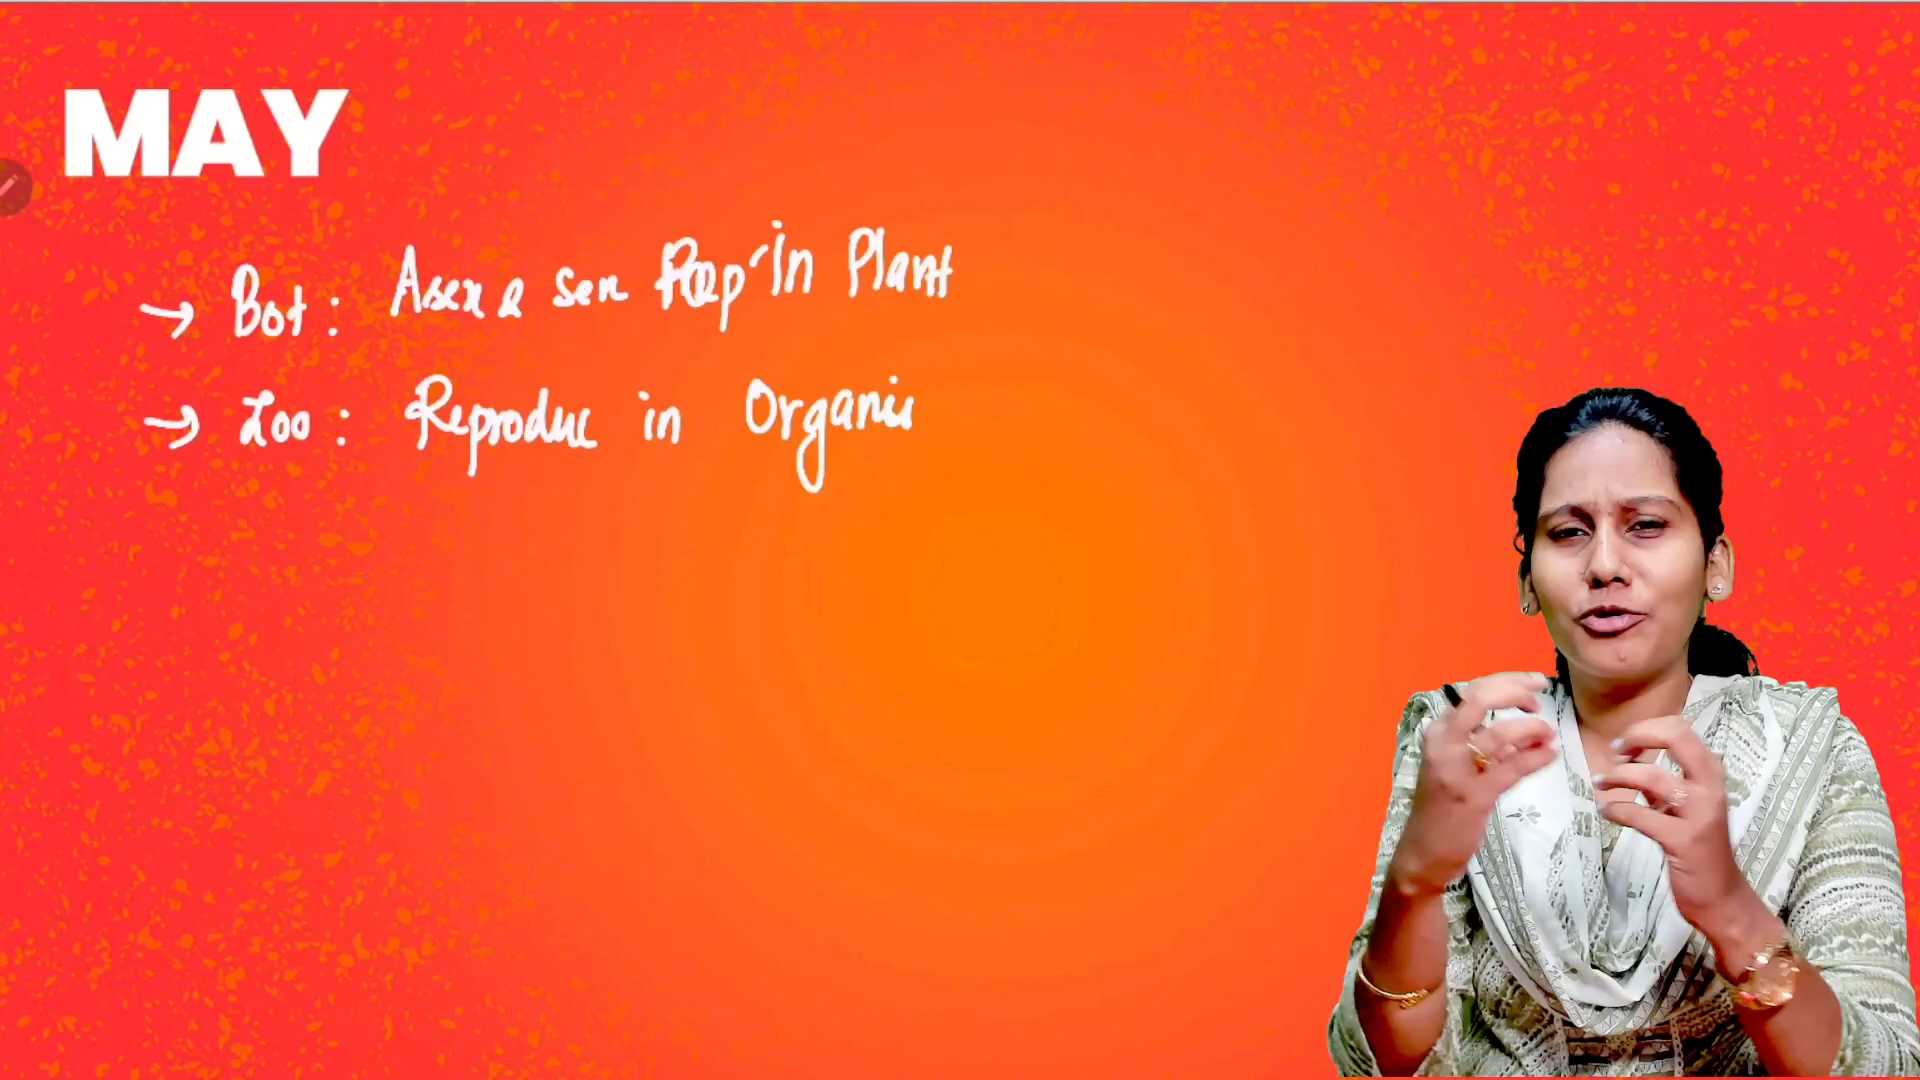 MAY
→ Bot : Asex & sex Rep' In Plant
→ Zoo : Reproduc in Organis